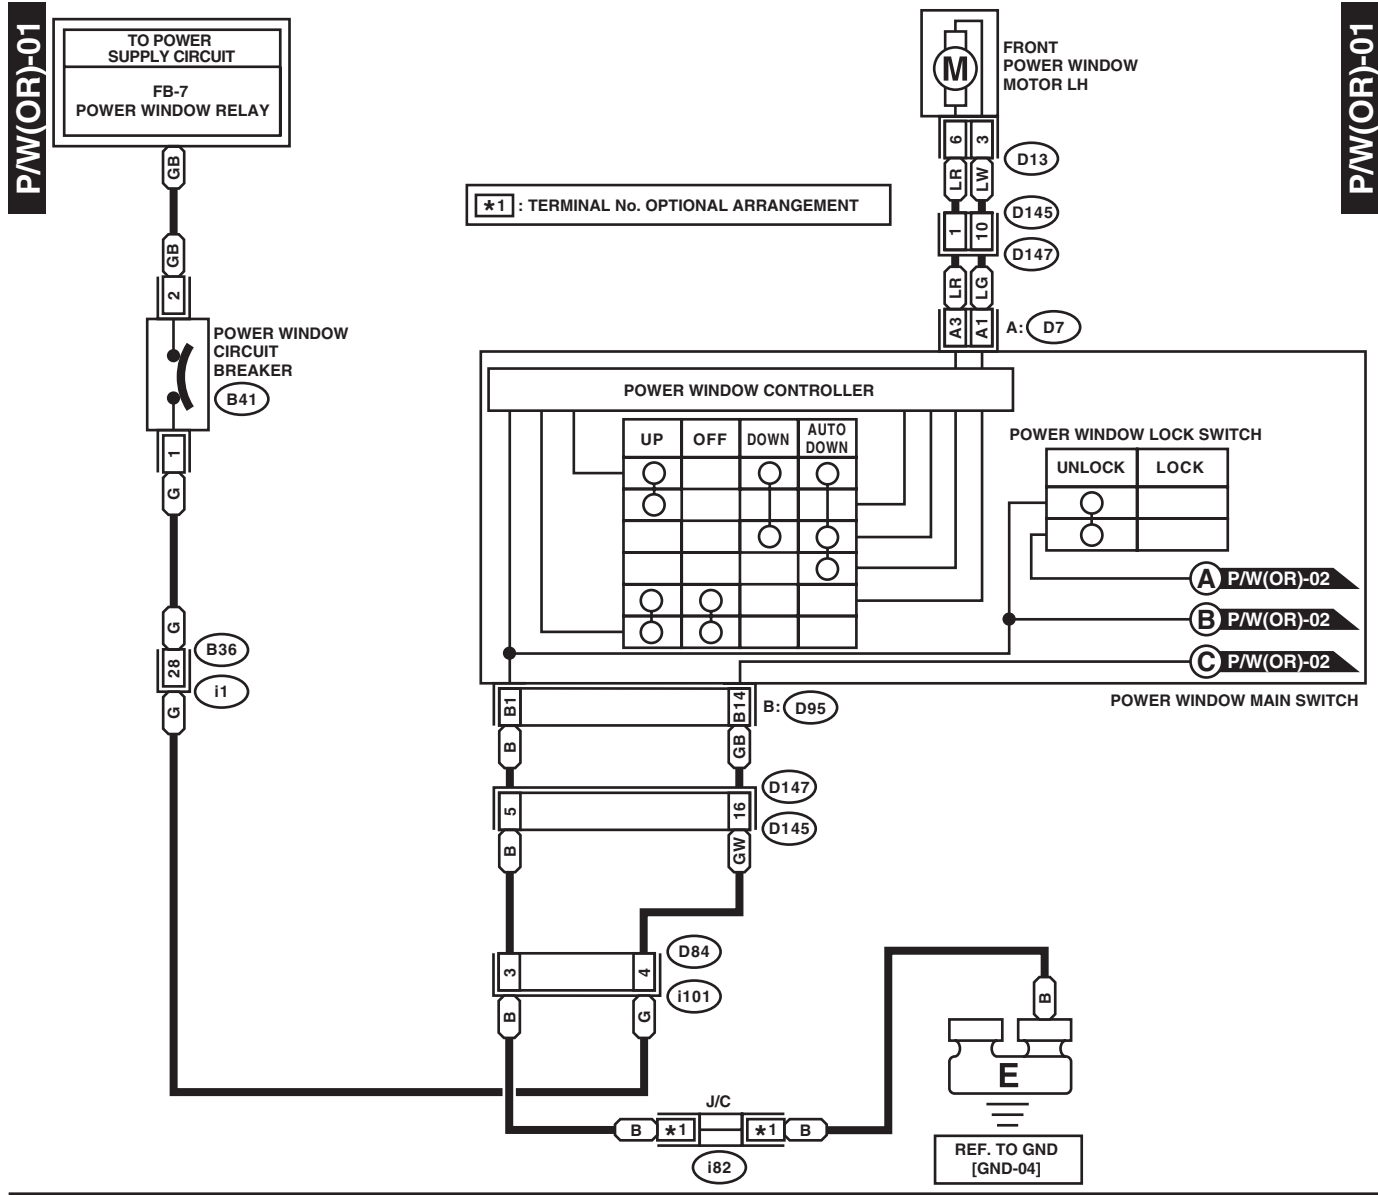 P/W(OR)-01
P/W(OR)-01
TO POWER
SUPPLY CIRCUIT
FB-7
POWER WINDOW RELAY
GB
GB
2
POWER WINDOW
CIRCUIT
BREAKER
B41
1
G
G
B36
28
i1
G
*1 : TERMINAL No. OPTIONAL ARRANGEMENT
M
FRONT
POWER WINDOW
MOTOR LH
6 3
D13
LR LW
D145
1 10
D147
LR LG
A3 A1
A: D7
POWER WINDOW CONTROLLER
UP OFF DOWN AUTO
DOWN
POWER WINDOW LOCK SWITCH
UNLOCK LOCK
A P/W(OR)-02
B P/W(OR)-02
C P/W(OR)-02
POWER WINDOW MAIN SWITCH
B1 B14
B: D95
B GB
D147
5 16
D145
B GW
D84
3 4
i101
B G
J/C
B *1 *1 B
i82
B
E
REF. TO GND
[GND-04]